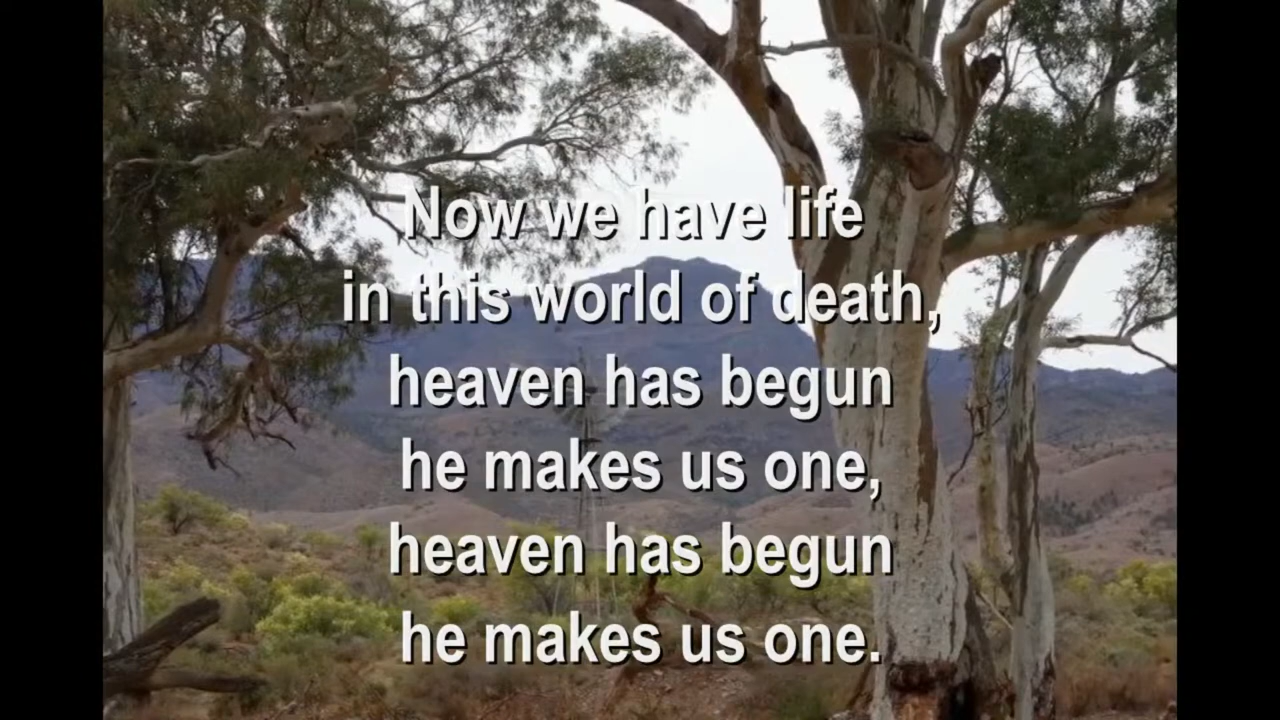 Now we have life
in this world of death,
heaven has begun
he makes us one,
heaven has begun
he makes us one.